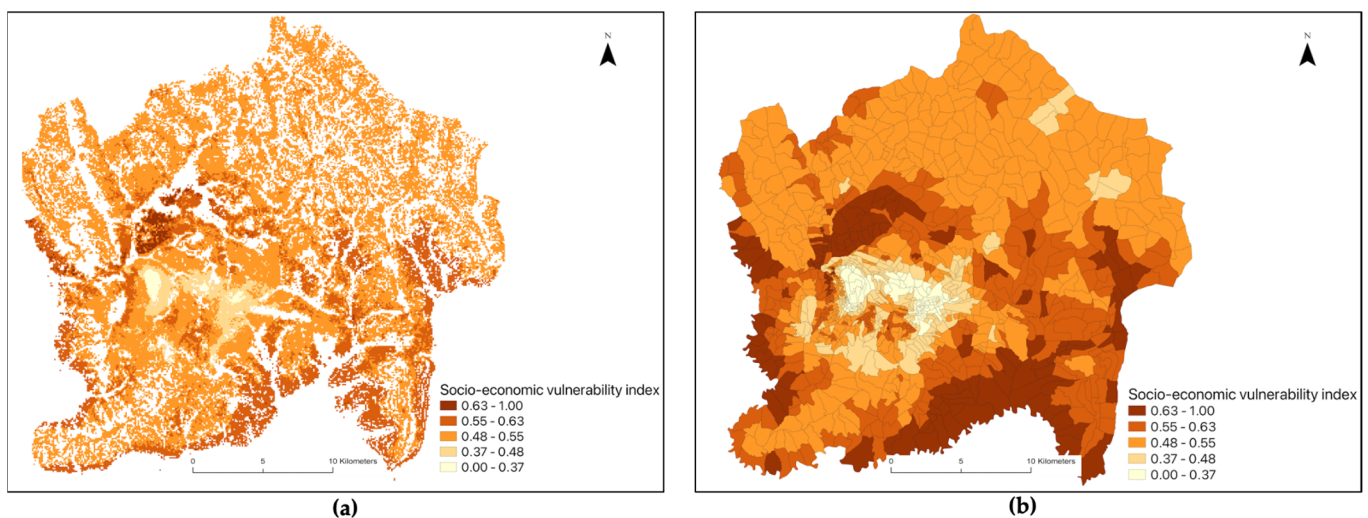 N
Socio-economic vulnerability index
0.63 - 1.00
0.55 - 0.63
0.48 - 0.55
0.37 - 0.48
0.00 - 0.37
0 5 10 Kilometers
(a)
N
Socio-economic vulnerability index
0.63 - 1.00
0.55 - 0.63
0.48 - 0.55
0.37 - 0.48
0.00 - 0.37
0 5 10 Kilometers
(b)